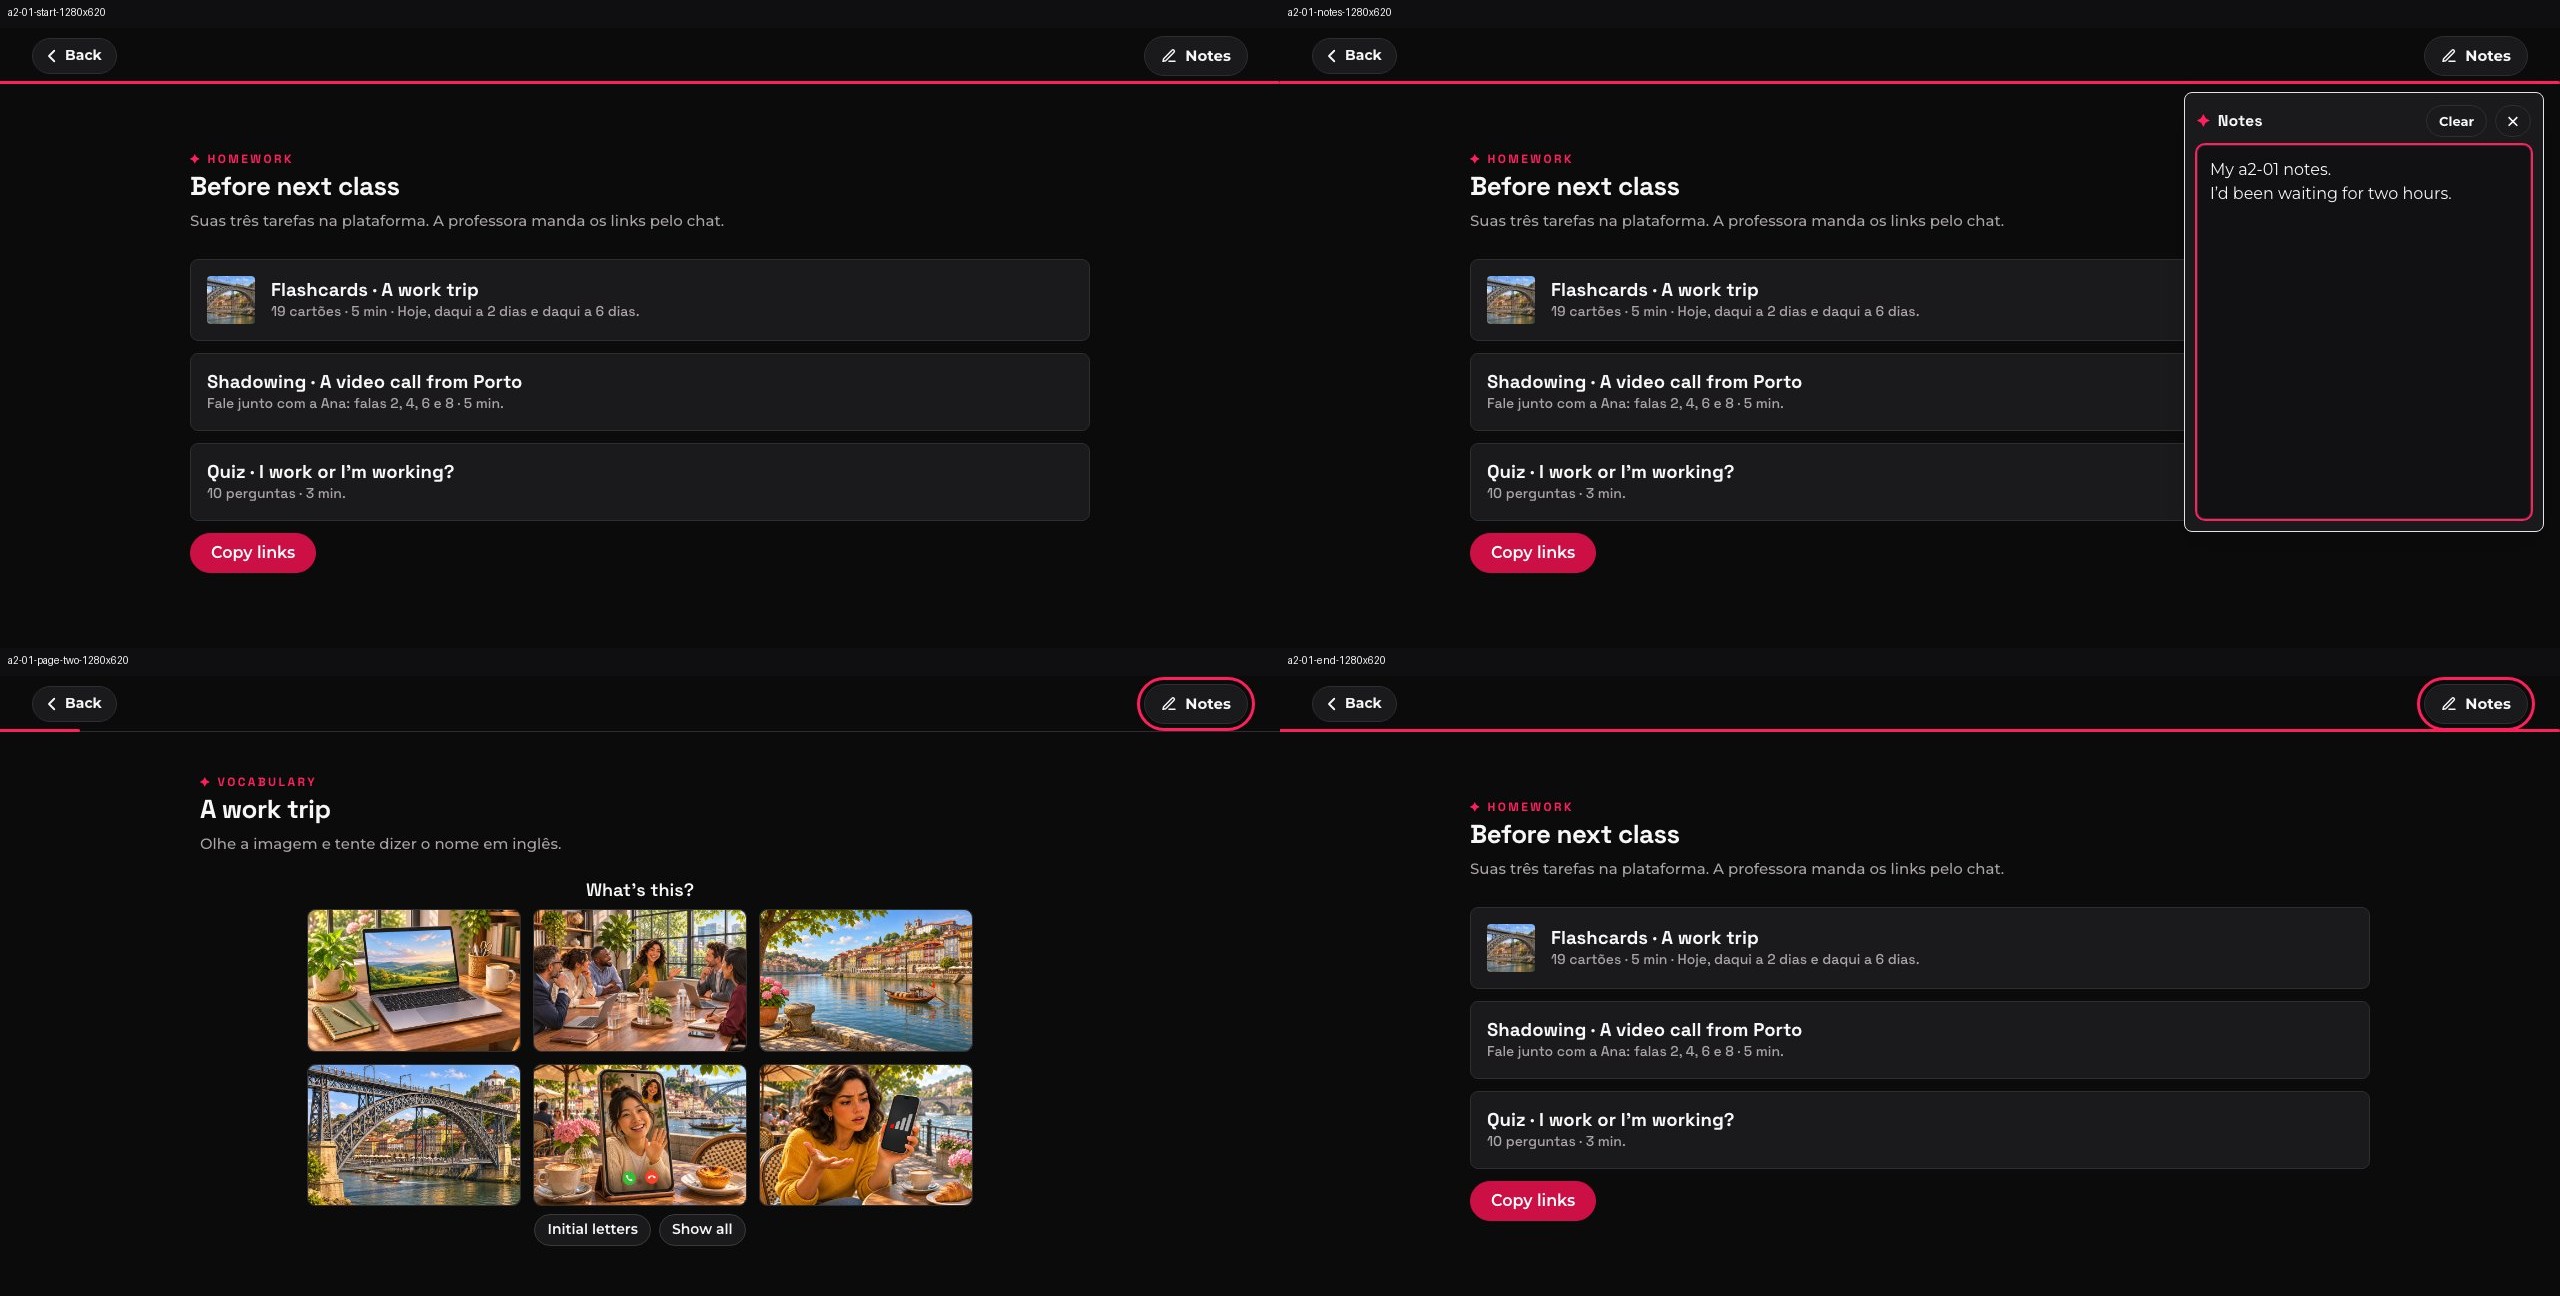 a2-01-start-1280x620
Back
Notes
HOMEWORK
Before next class
Suas três tarefas na plataforma. A professora manda os links pelo chat.
Flashcards · A work trip
19 cartões · 5 min · Hoje, daqui a 2 dias e daqui a 6 dias.
Shadowing · A video call from Porto
Fale junto com a Ana: falas 2, 4, 6 e 8 · 5 min.
Quiz · I work or I'm working?
10 perguntas · 3 min.
Copy links
a2-01-notes-1280x620
Back
Notes
HOMEWORK
Before next class
Suas três tarefas na plataforma. A professora manda os links pelo chat.
Flashcards · A work trip
19 cartões · 5 min · Hoje, daqui a 2 dias e daqui a 6 dias.
Shadowing · A video call from Porto
Fale junto com a Ana: falas 2, 4, 6 e 8 · 5 min.
Quiz · I work or I'm working?
10 perguntas · 3 min.
Copy links
Notes
Clear
My a2-01 notes.
I'd been waiting for two hours.
a2-01-page-two-1280x620
Back
Notes
VOCABULARY
A work trip
Olhe a imagem e tente dizer o nome em inglês.
What's this?
Initial letters
Show all
a2-01-end-1280x620
Back
Notes
HOMEWORK
Before next class
Suas três tarefas na plataforma. A professora manda os links pelo chat.
Flashcards · A work trip
19 cartões · 5 min · Hoje, daqui a 2 dias e daqui a 6 dias.
Shadowing · A video call from Porto
Fale junto com a Ana: falas 2, 4, 6 e 8 · 5 min.
Quiz · I work or I'm working?
10 perguntas · 3 min.
Copy links